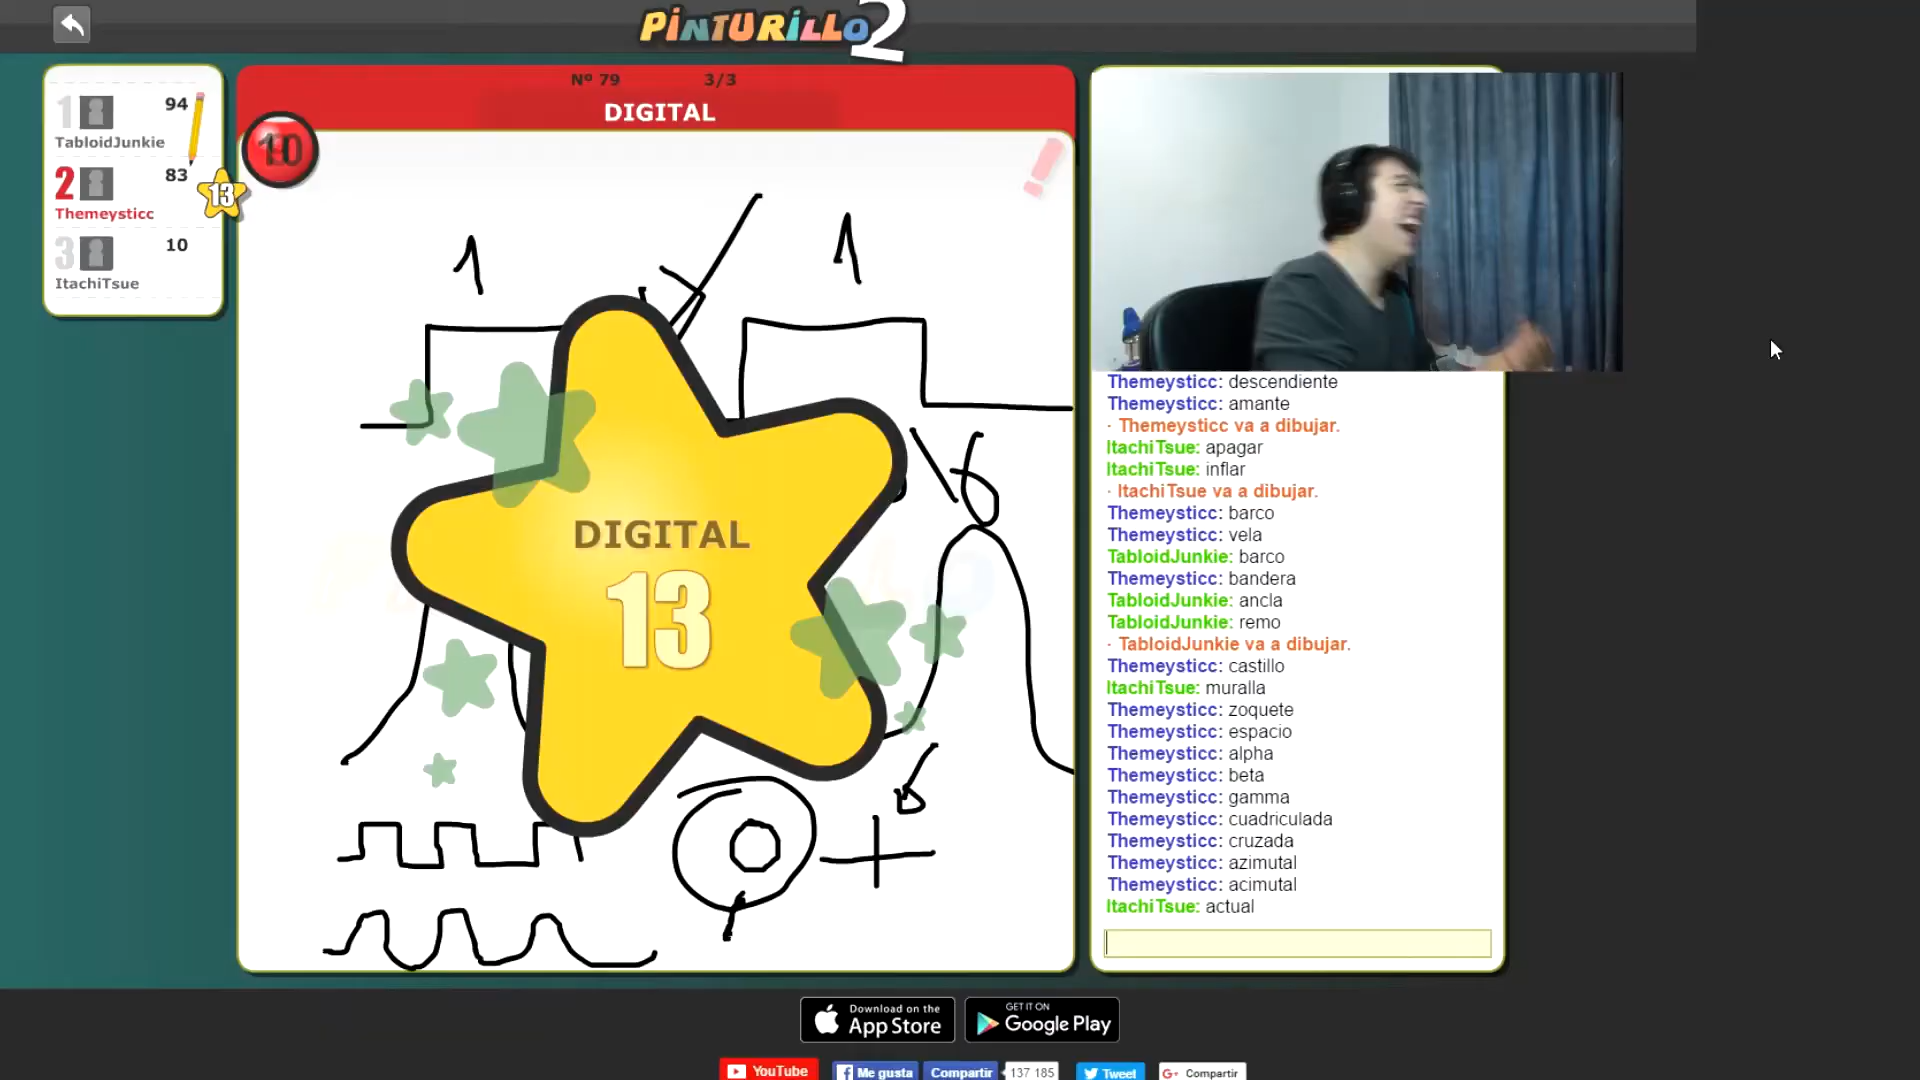 PINTURILLO 2
Nº 79 3/3
DIGITAL
1 94
TabloidJunkie
2 83
Themeysticc
13
3 10
ItachiTsue
1 1
DIGITAL
13
Themeysticc: descendiente
Themeysticc: amante
· Themeysticc va a dibujar.
ItachiTsue: apagar
ItachiTsue: inflar
· ItachiTsue va a dibujar.
Themeysticc: barco
Themeysticc: vela
TabloidJunkie: barco
Themeysticc: bandera
TabloidJunkie: ancla
TabloidJunkie: remo
· TabloidJunkie va a dibujar.
Themeysticc: castillo
ItachiTsue: muralla
Themeysticc: zoquete
Themeysticc: espacio
Themeysticc: alpha
Themeysticc: beta
Themeysticc: gamma
Themeysticc: cuadriculada
Themeysticc: cruzada
Themeysticc: azimutal
Themeysticc: acimutal
ItachiTsue: actual
Download on the
App Store
GET IT ON
Google Play
YouTube
Me gusta
Compartir
137 185
Tweet
G+ Compartir